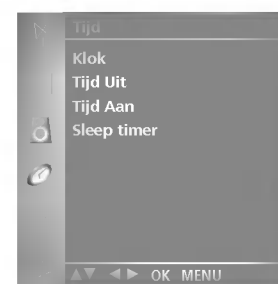 Tijd
Klok
Tijd Uit
Tijd Aan
Sleep timer
▲▼ ◀▶ OK MENU